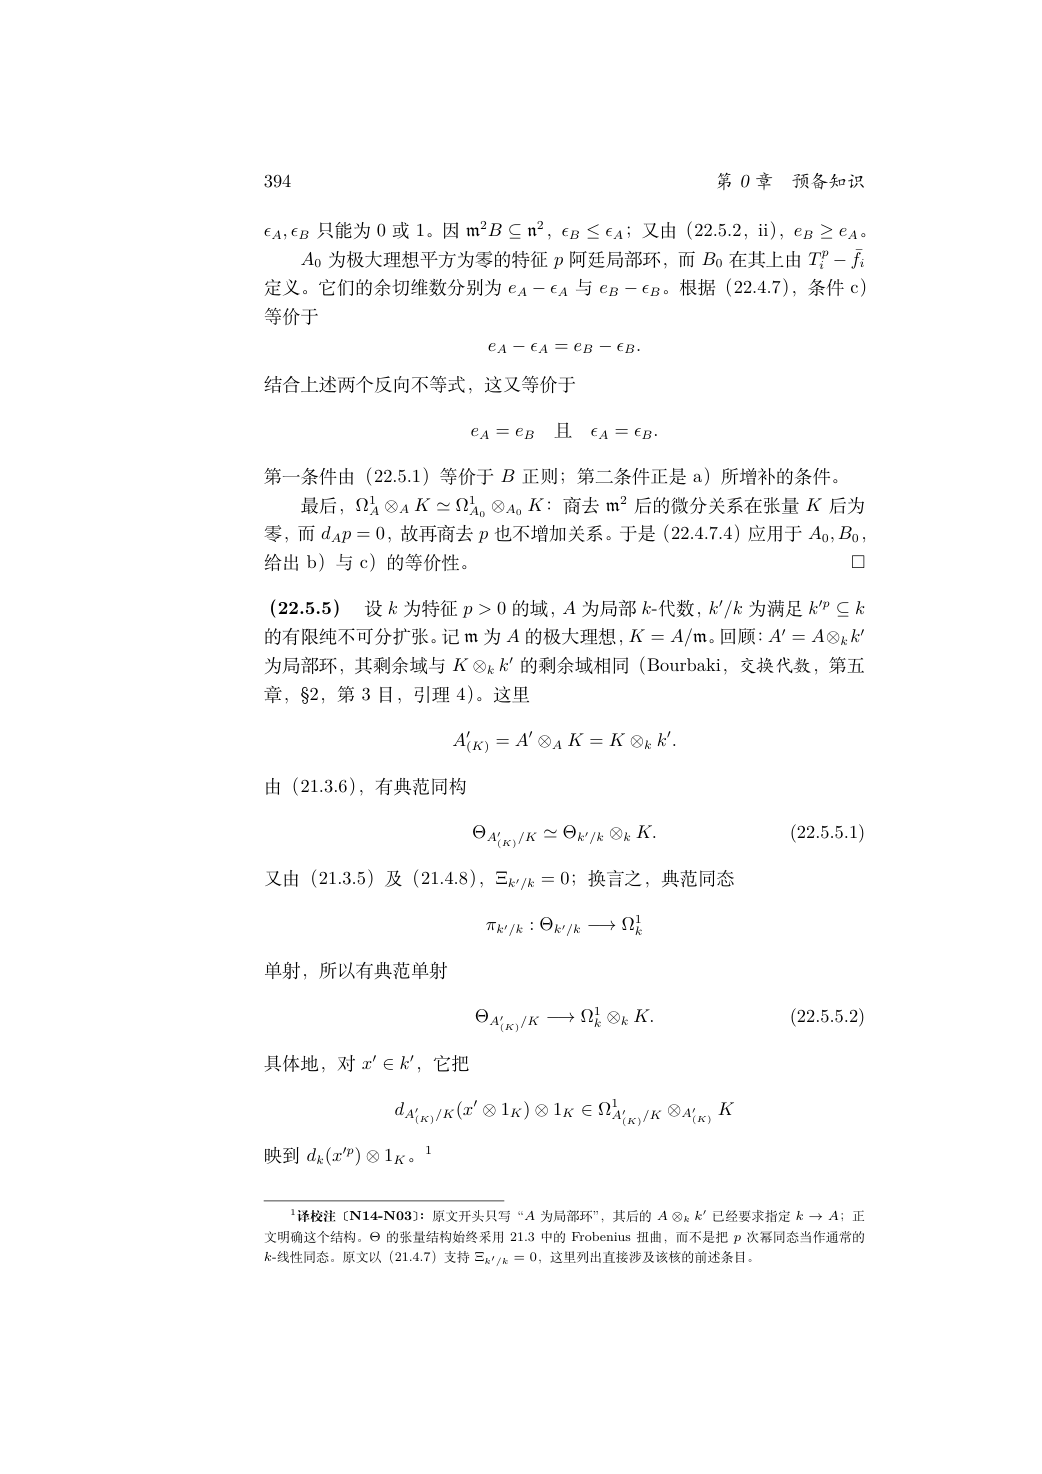 394 第 0 章 预备知识
ϵ_A, ϵ_B 只能为 0 或 1。因 𝔪²B ⊆ 𝔫²，ϵ_B ≤ ϵ_A；又由（22.5.2，ii），e_B ≥ e_A。
A₀ 为极大理想平方为零的特征 p 阿廷局部环，而 B₀ 在其上由 T_i^p − f̄_i
定义。它们的余切维数分别为 e_A − ϵ_A 与 e_B − ϵ_B。根据（22.4.7），条件 c）
等价于
e_A − ϵ_A = e_B − ϵ_B.
结合上述两个反向不等式，这又等价于
e_A = e_B 且 ϵ_A = ϵ_B.
第一条件由（22.5.1）等价于 B 正则；第二条件正是 a）所增补的条件。
最后，Ω¹_A ⊗_A K ≃ Ω¹_{A₀} ⊗_{A₀} K：商去 𝔪² 后的微分关系在张量 K 后为
零，而 d_A p = 0，故再商去 p 也不增加关系。于是（22.4.7.4）应用于 A₀, B₀，
给出 b）与 c）的等价性。 □
（22.5.5） 设 k 为特征 p > 0 的域，A 为局部 k-代数，k′/k 为满足 k′^p ⊆ k
的有限纯不可分扩张。记 𝔪 为 A 的极大理想，K = A/𝔪。回顾：A′ = A⊗_k k′
为局部环，其剩余域与 K ⊗_k k′ 的剩余域相同（Bourbaki，交换代数，第五
章，§2，第 3 目，引理 4）。这里
A′_{(K)} = A′ ⊗_A K = K ⊗_k k′.
由（21.3.6），有典范同构
Θ_{A′_{(K)}/K} ≃ Θ_{k′/k} ⊗_k K. (22.5.5.1)
又由（21.3.5）及（21.4.8），Ξ_{k′/k} = 0；换言之，典范同态
π_{k′/k} : Θ_{k′/k} ⟶ Ω¹_k
单射，所以有典范单射
Θ_{A′_{(K)}/K} ⟶ Ω¹_k ⊗_k K. (22.5.5.2)
具体地，对 x′ ∈ k′，它把
d_{A′_{(K)}/K}(x′ ⊗ 1_K) ⊗ 1_K ∈ Ω¹_{A′_{(K)}/K} ⊗_{A′_{(K)}} K
映到 d_k(x′^p) ⊗ 1_K。¹
¹译校注〔N14-N03〕：原文开头只写 “A 为局部环”，其后的 A ⊗_k k′ 已经要求指定 k → A；正
文明确这个结构。Θ 的张量结构始终采用 21.3 中的 Frobenius 扭曲，而不是把 p 次幂同态当作通常的
k-线性同态。原文以（21.4.7）支持 Ξ_{k′/k} = 0，这里列出直接涉及该核的前述条目。